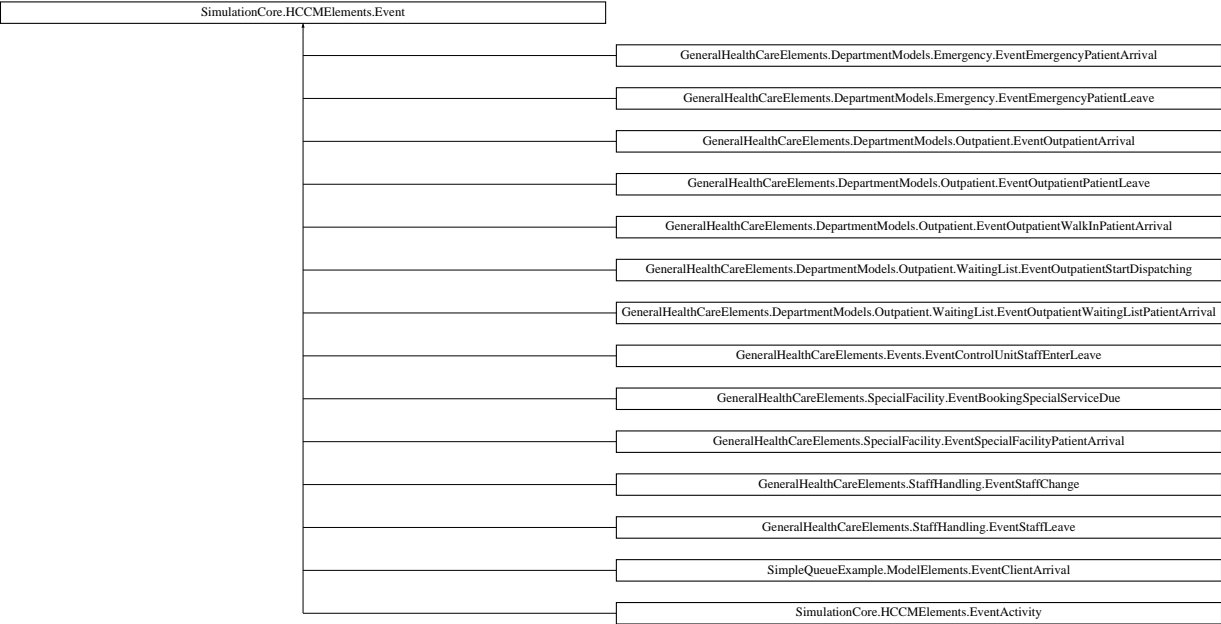 SimulationCore.HCCMElements.Event
GeneralHealthCareElements.DepartmentModels.Emergency.EventEmergencyPatientArrival
GeneralHealthCareElements.DepartmentModels.Emergency.EventEmergencyPatientLeave
GeneralHealthCareElements.DepartmentModels.Outpatient.EventOutpatientArrival
GeneralHealthCareElements.DepartmentModels.Outpatient.EventOutpatientPatientLeave
GeneralHealthCareElements.DepartmentModels.Outpatient.EventOutpatientWalkInPatientArrival
GeneralHealthCareElements.DepartmentModels.Outpatient.WaitingList.EventOutpatientStartDispatching
GeneralHealthCareElements.DepartmentModels.Outpatient.WaitingList.EventOutpatientWaitingListPatientArrival
GeneralHealthCareElements.Events.EventControlUnitStaffEnterLeave
GeneralHealthCareElements.SpecialFacility.EventBookingSpecialServiceDue
GeneralHealthCareElements.SpecialFacility.EventSpecialFacilityPatientArrival
GeneralHealthCareElements.StaffHandling.EventStaffChange
GeneralHealthCareElements.StaffHandling.EventStaffLeave
SimpleQueueExample.ModelElements.EventClientArrival
SimulationCore.HCCMElements.EventActivity